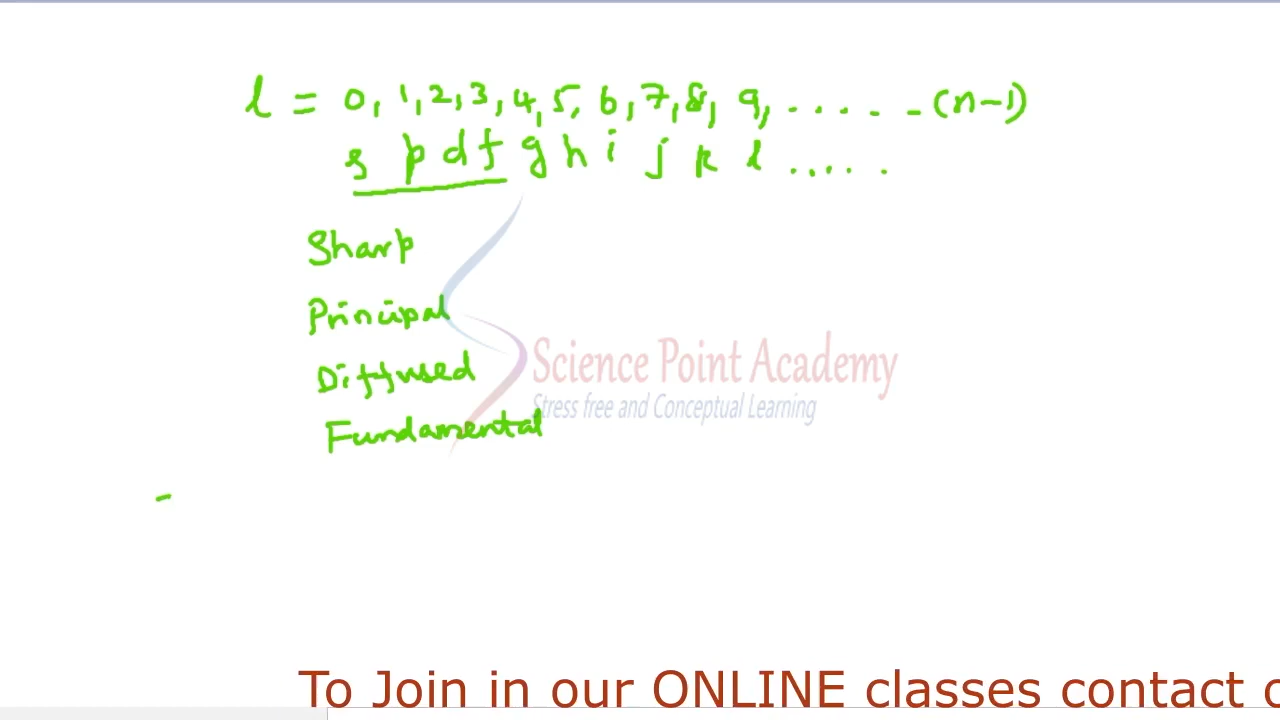 l = 0, 1, 2, 3, 4, 5, 6, 7, 8, 9, ..... - (n-1)
s p d f g h i j k l .....
Sharp
Principal
Diffused
Science Point Academy
Stress free and Conceptual Learning
Fundamental
-
To Join in our ONLINE classes contact o